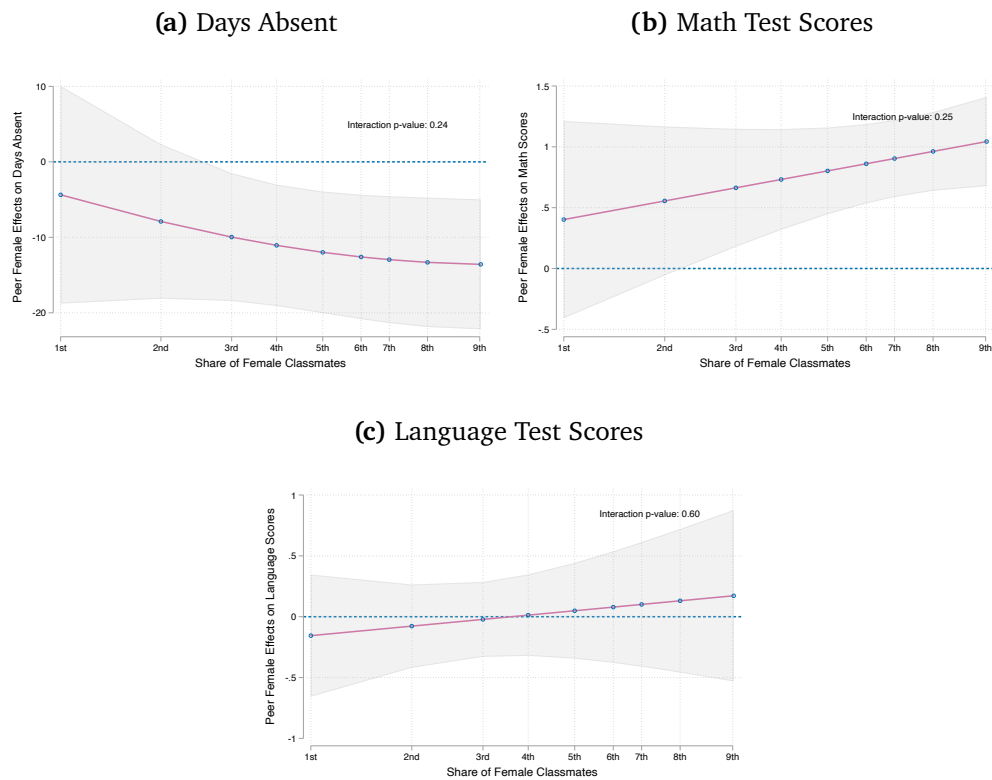 (a) Days Absent
Peer Female Effects on Days Absent
10
0
-10
-20
Interaction p-value: 0.24
1st 2nd 3rd 4th 5th 6th 7th 8th 9th
Share of Female Classmates
(b) Math Test Scores
Peer Female Effects on Math Scores
1.5
1
.5
0
-.5
Interaction p-value: 0.25
1st 2nd 3rd 4th 5th 6th 7th 8th 9th
Share of Female Classmates
(c) Language Test Scores
Peer Female Effects on Language Scores
1
.5
0
-.5
-1
Interaction p-value: 0.60
1st 2nd 3rd 4th 5th 6th 7th 8th 9th
Share of Female Classmates